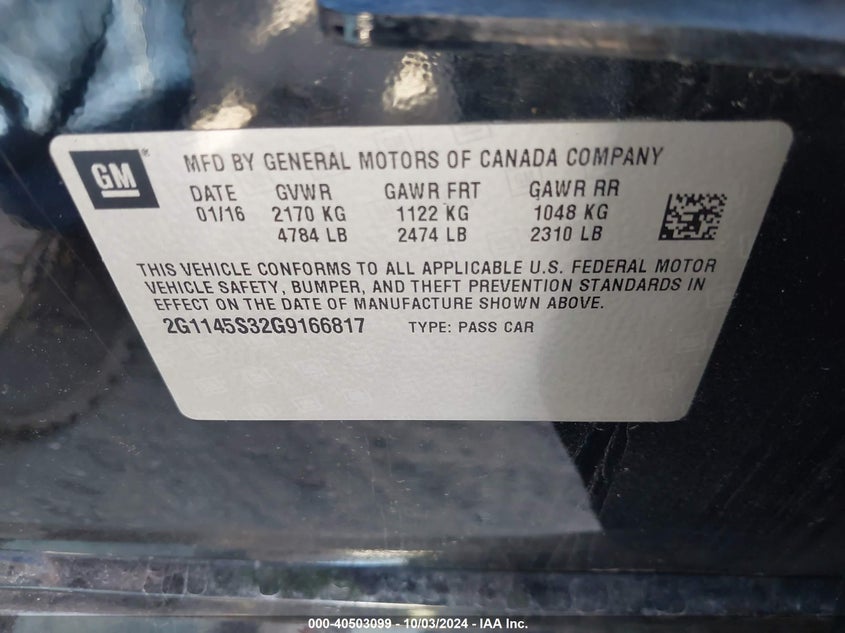 GM ® MFD BY GENERAL MOTORS OF CANADA COMPANY
DATE GVWR GAWR FRT GAWR RR
01/16 2170 KG 1122 KG 1048 KG
4784 LB 2474 LB 2310 LB
THIS VEHICLE CONFORMS TO ALL APPLICABLE U.S. FEDERAL MOTOR
VEHICLE SAFETY, BUMPER, AND THEFT PREVENTION STANDARDS IN
EFFECT ON THE DATE OF MANUFACTURE SHOWN ABOVE.
2G1145S32G9166817 TYPE: PASS CAR
000-40503099 - 10/03/2024 - IAA Inc.